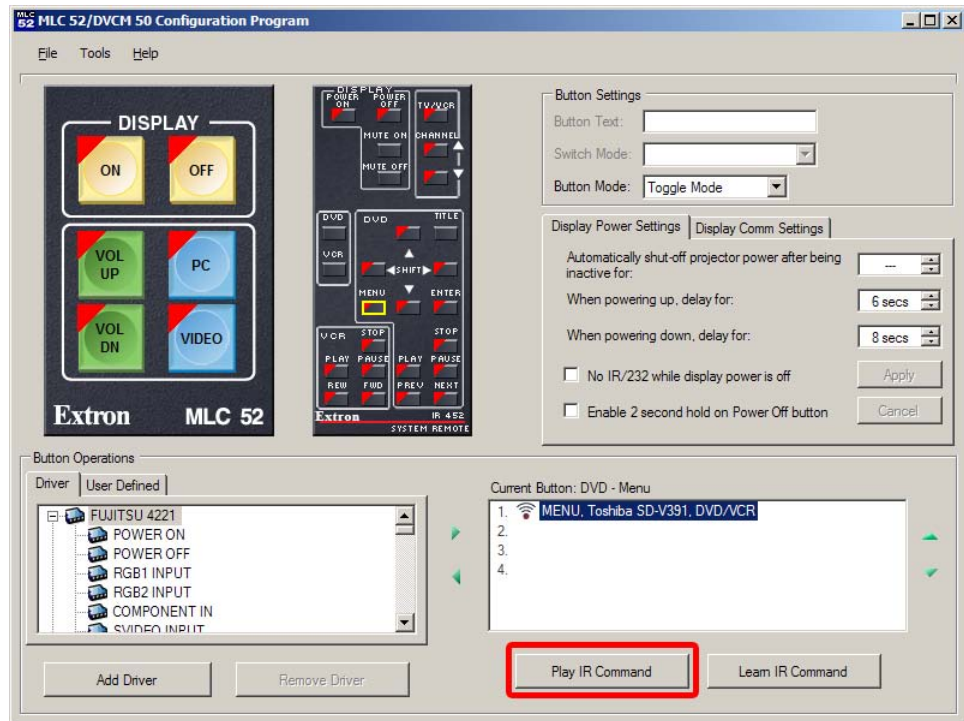 MLC 52 MLC 52/DVCM 50 Configuration Program
File Tools Help
DISPLAY
ON OFF
VOL UP
PC
VOL DN
VIDEO
Extron MLC 52
DISPLAY
POWER ON POWER OFF TV/VCR
MUTE ON CHANNEL
MUTE OFF
DVD DVD TITLE
VCR
SHIFT
MENU ENTER
VCR STOP STOP
PLAY PAUSE PLAY PAUSE
REW FWD PREV NEXT
Extron IR 452
SYSTEM REMOTE
Button Settings
Button Text:
Switch Mode:
Button Mode: Toggle Mode
Display Power Settings Display Comm Settings
Automatically shut-off projector power after being
inactive for: ---
When powering up, delay for: 6 secs
When powering down, delay for: 8 secs
No IR/232 while display power is off Apply
Enable 2 second hold on Power Off button Cancel
Button Operations
Driver User Defined
FUJITSU 4221
POWER ON
POWER OFF
RGB1 INPUT
RGB2 INPUT
COMPONENT IN
SVIDEO INPUT
Add Driver Remove Driver
Current Button: DVD - Menu
1. MENU, Toshiba SD-V391, DVD/VCR
2.
3.
4.
Play IR Command Learn IR Command